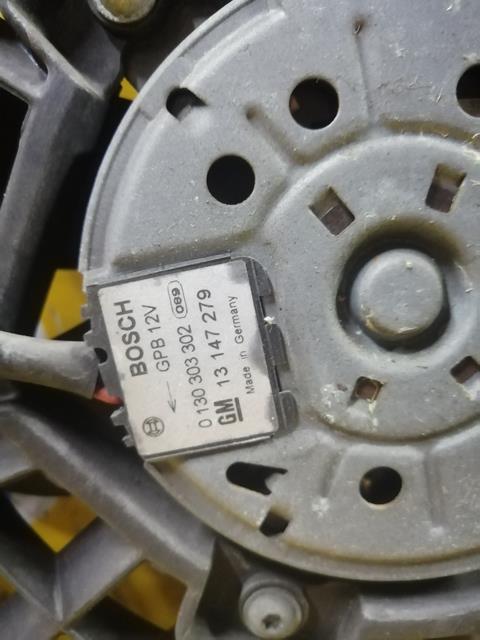 BOSCH
GPB 12V 089
0 130 303 302
GM 13 147 279
Made in Germany